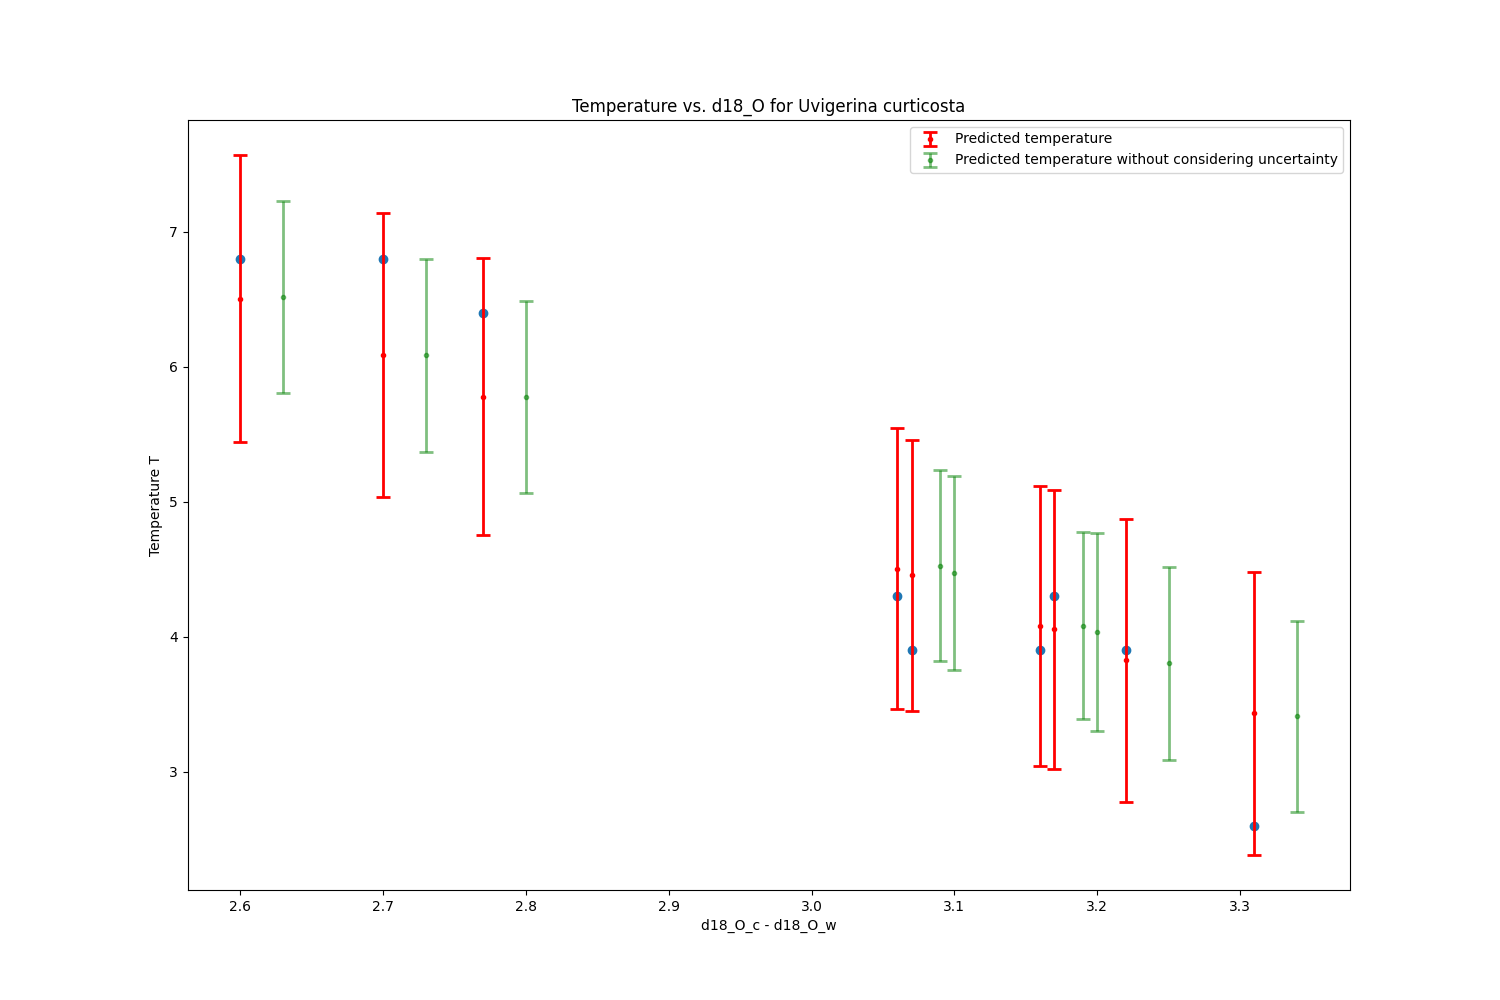 Temperature vs. d18_O for Uvigerina curticosta
Predicted temperature
Predicted temperature without considering uncertainty
7
6
5
4
3
Temperature T
2.6 2.7 2.8 2.9 3.0 3.1 3.2 3.3
d18_O_c - d18_O_w